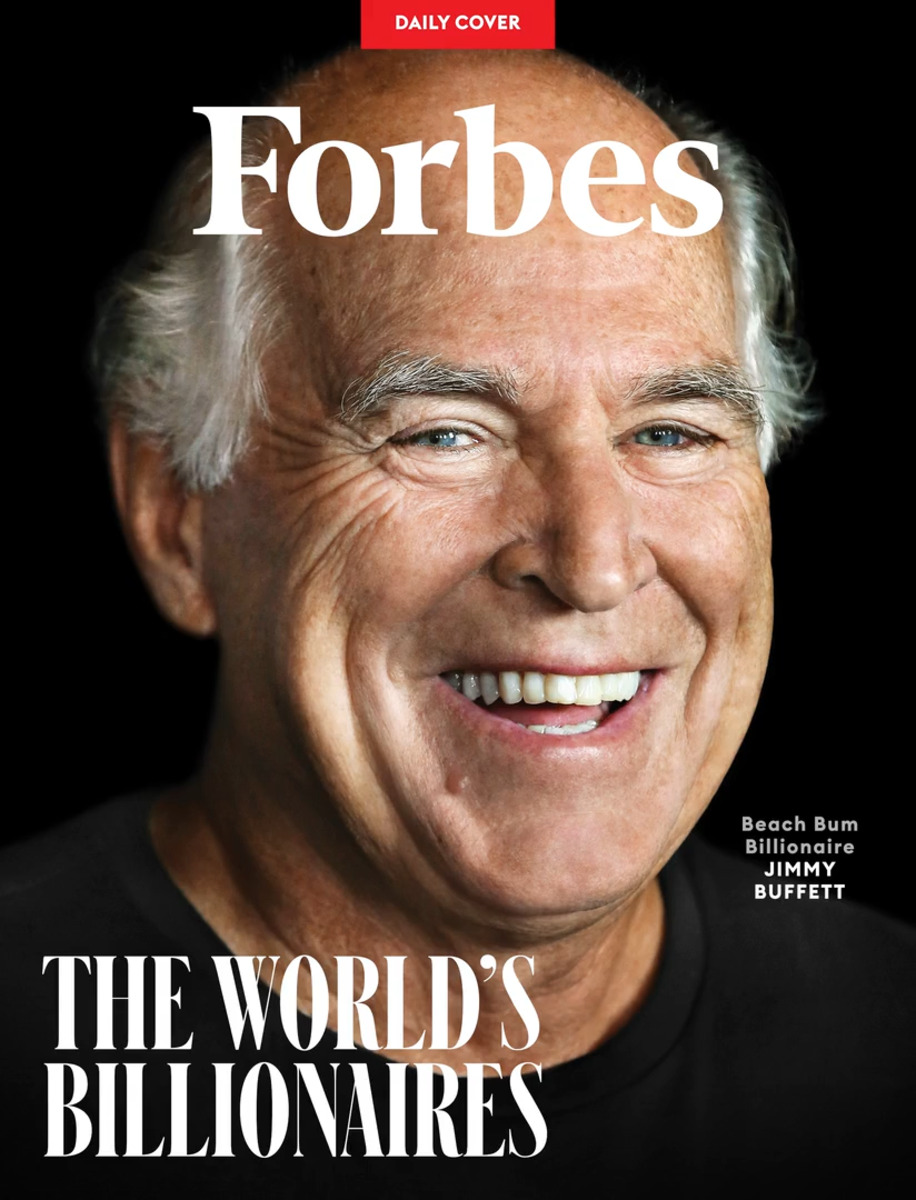 DAILY COVER
Forbes
Beach Bum
Billionaire
JIMMY
BUFFETT
THE WORLD’S
BILLIONAIRES